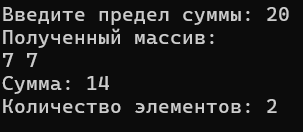 Введите предел суммы: 20
Полученный массив:
7 7
Сумма: 14
Количество элементов: 2